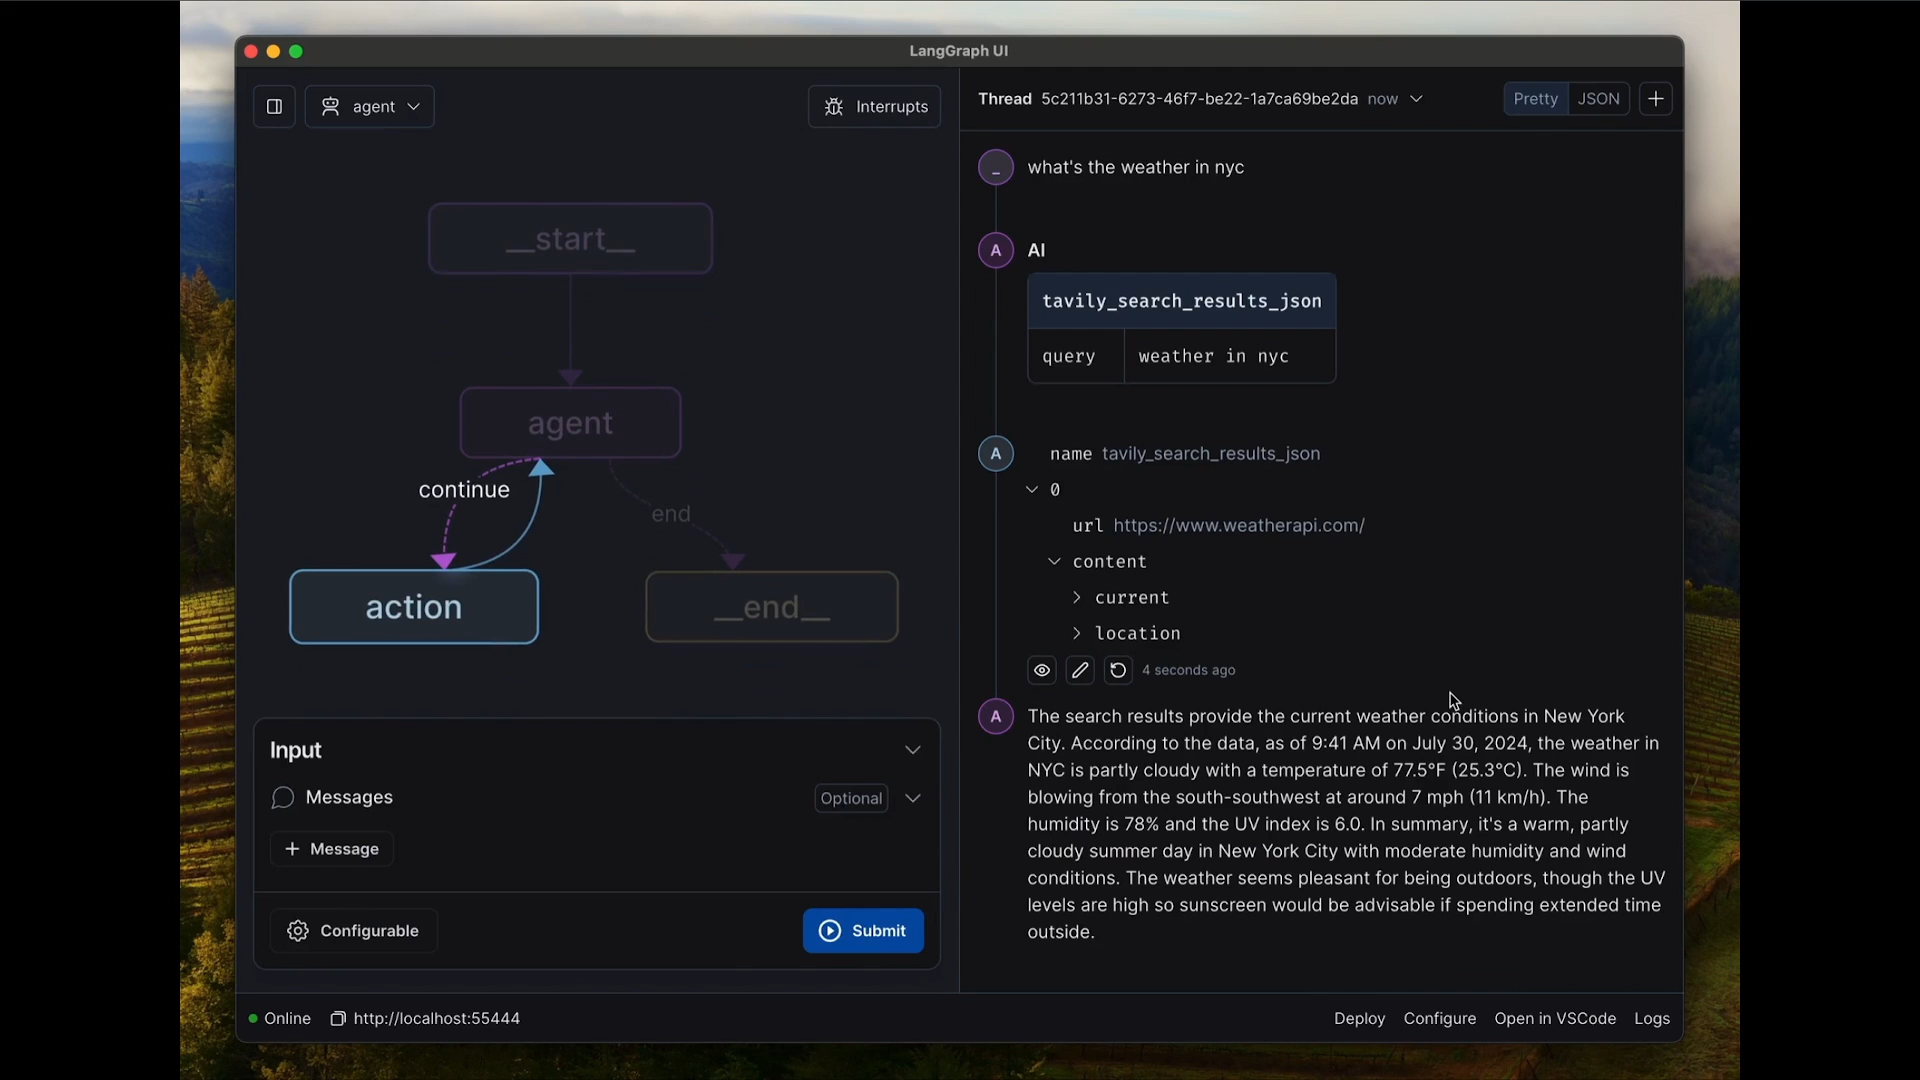 LangGraph UI
agent
Interrupts
__start__
agent
continue
end
action
__end__
Input
Messages
Optional
+ Message
Configurable
Submit
Thread 5c211b31-6273-46f7-be22-1a7ca69be2da now
Pretty
JSON
_
what's the weather in nyc
A
AI
tavily_search_results_json
query
weather in nyc
A
name tavily_search_results_json
0
url https://www.weatherapi.com/
content
current
location
4 seconds ago
A
The search results provide the current weather conditions in New York
City. According to the data, as of 9:41 AM on July 30, 2024, the weather in
NYC is partly cloudy with a temperature of 77.5°F (25.3°C). The wind is
blowing from the south-southwest at around 7 mph (11 km/h). The
humidity is 78% and the UV index is 6.0. In summary, it's a warm, partly
cloudy summer day in New York City with moderate humidity and wind
conditions. The weather seems pleasant for being outdoors, though the UV
levels are high so sunscreen would be advisable if spending extended time
outside.
Online
http://localhost:55444
Deploy
Configure
Open in VSCode
Logs